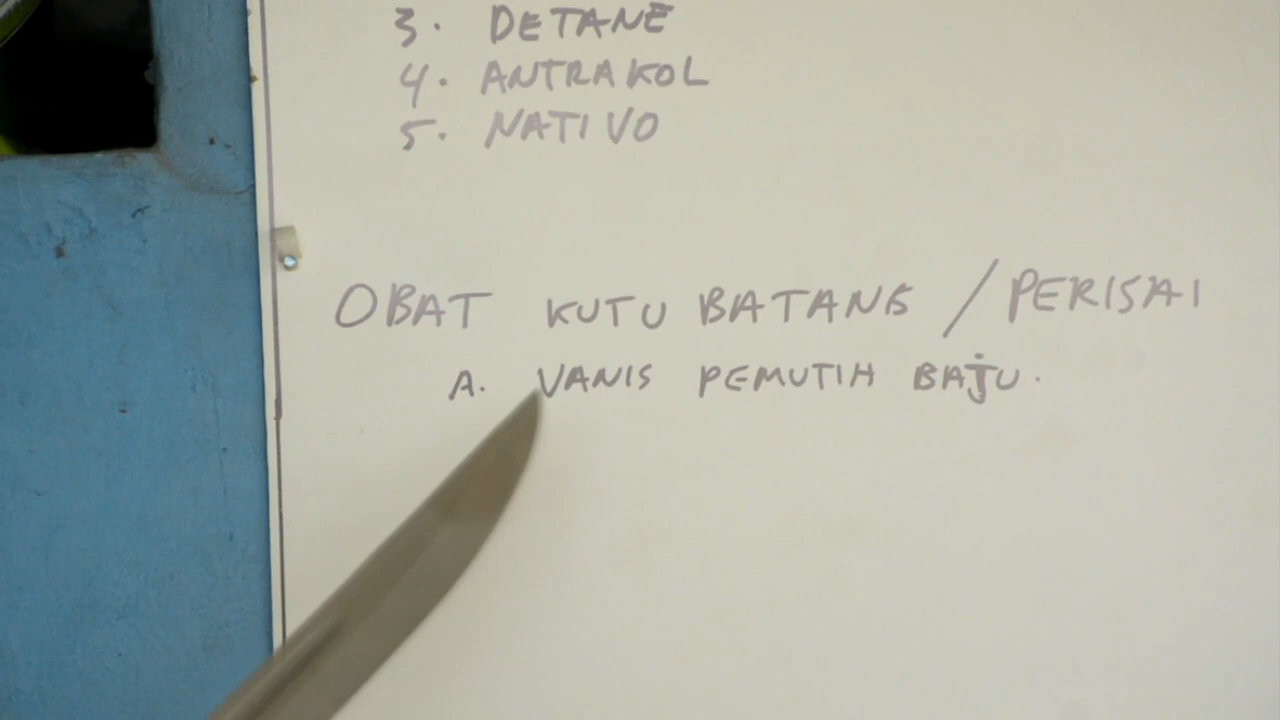 3. DETANE
4. ANTRAKOL
5. NATIVO
OBAT KUTU BATANG / PERISAI
A. VANIS PEMUTIH BAJU.